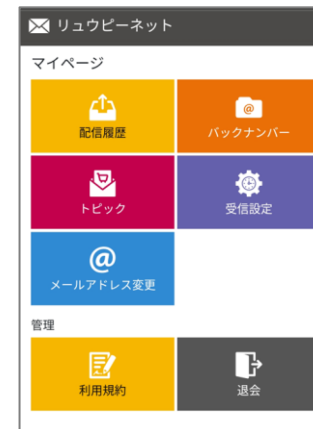 リュウピーネット
マイページ
配信履歴
@
バックナンバー
トピック
受信設定
@
メールアドレス変更
管理
利用規約
退会